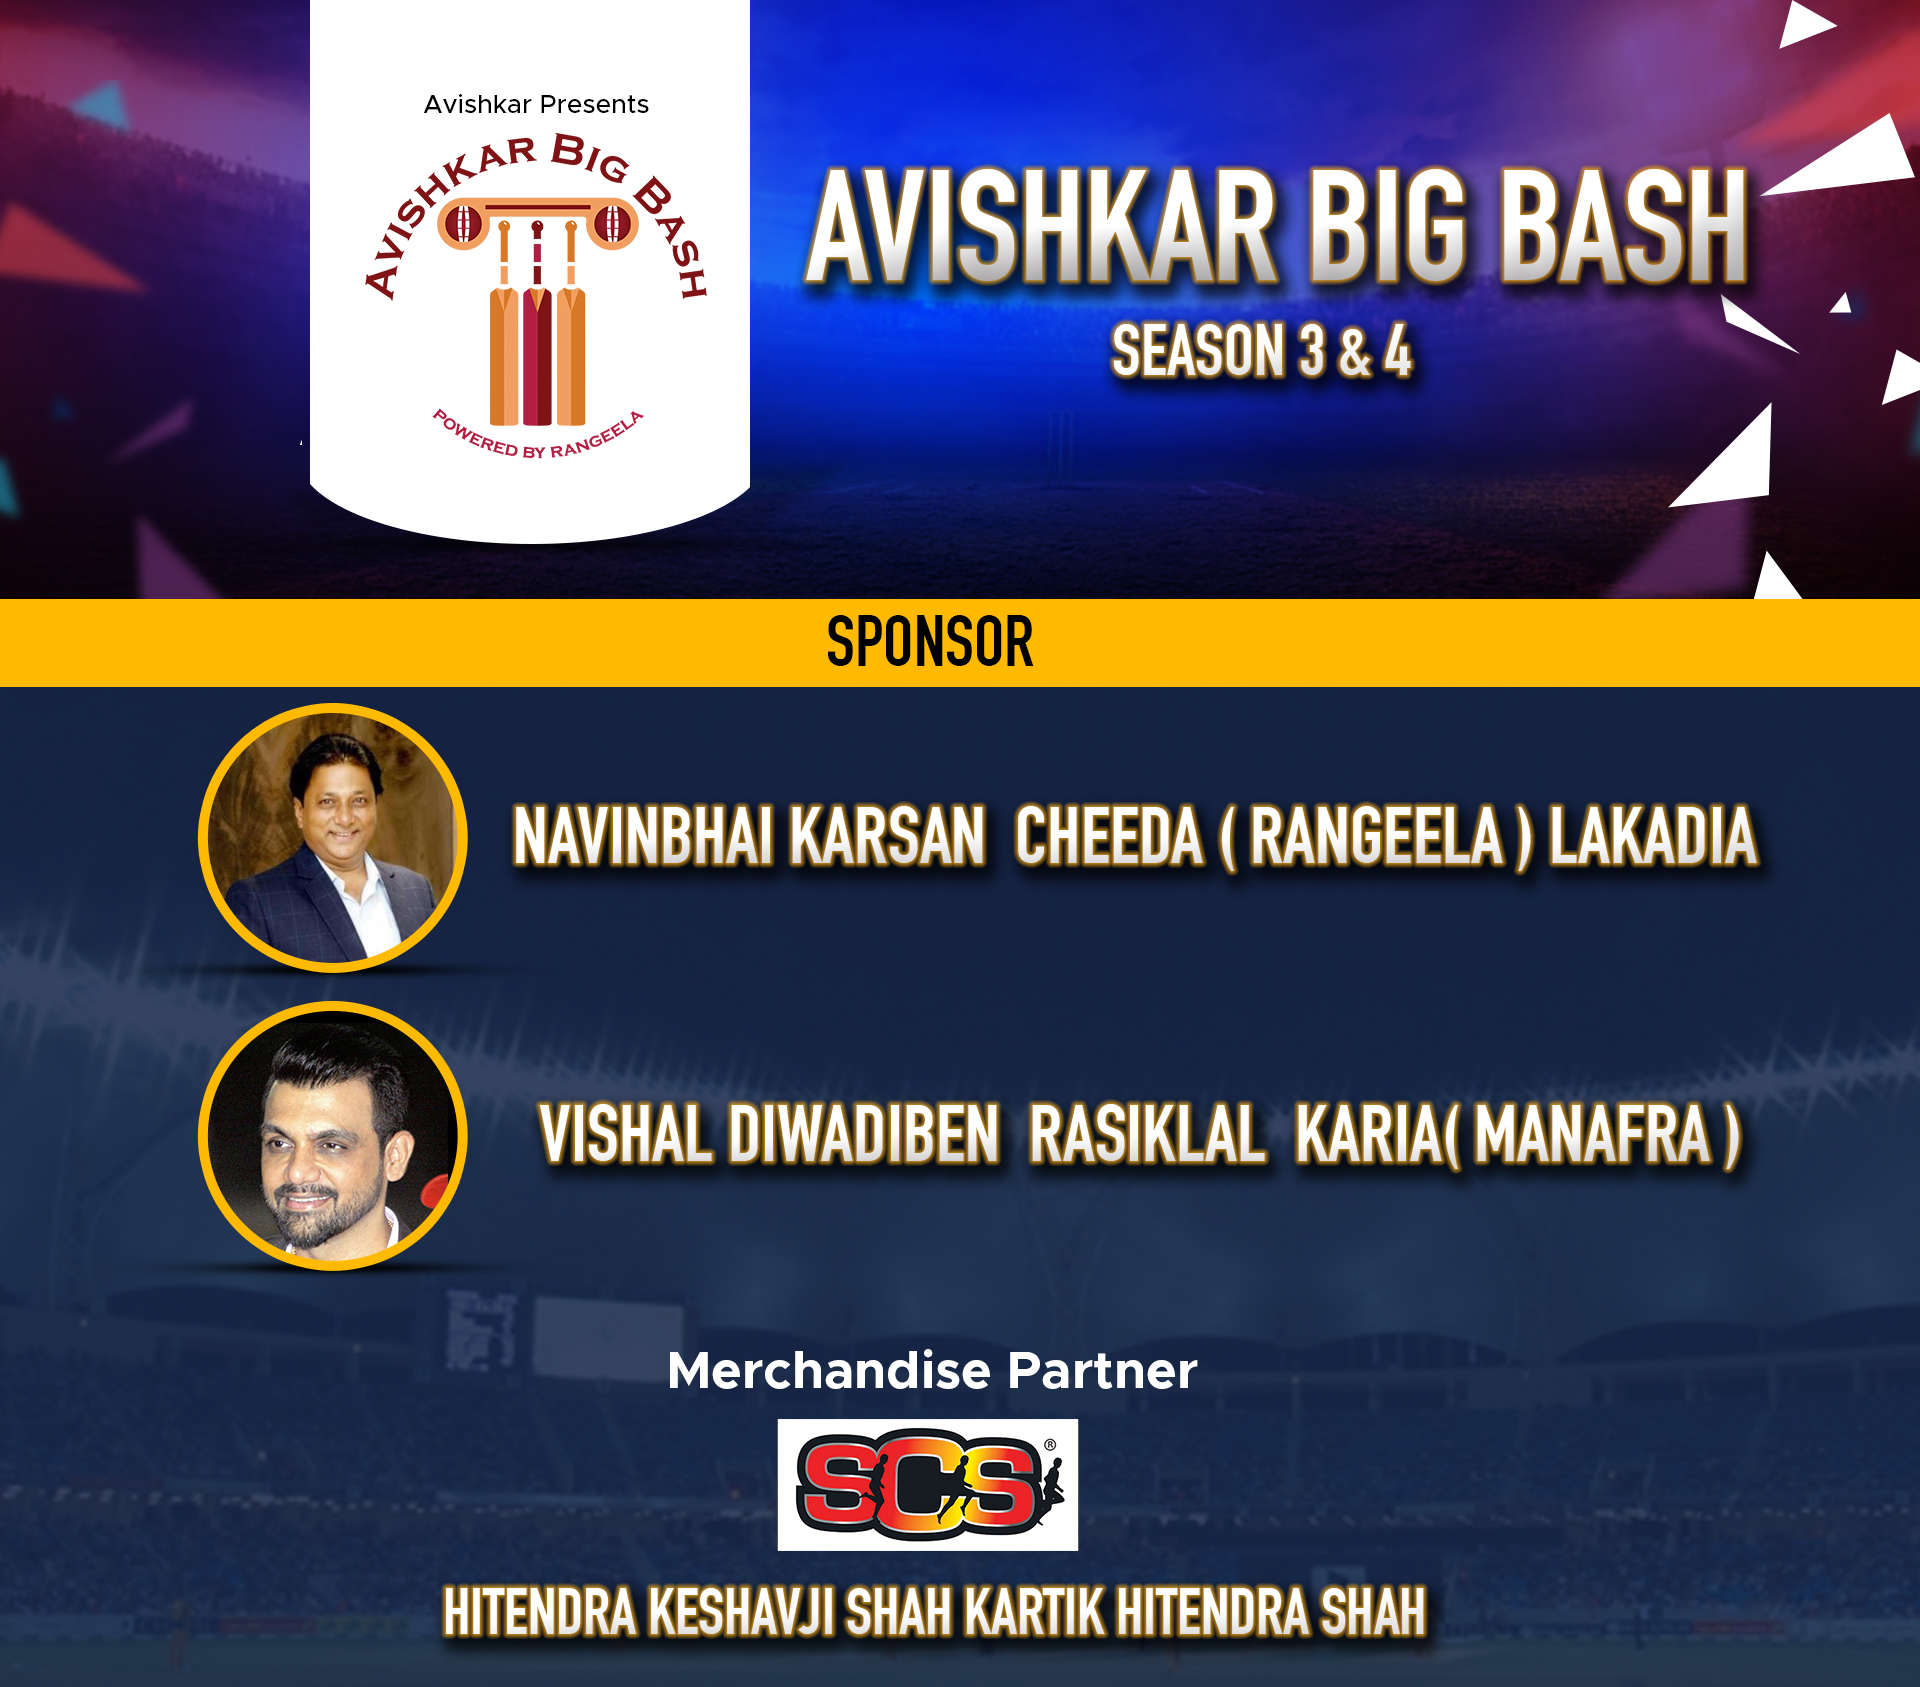 Avishkar Presents
AVISHKAR BIG BASH
POWERED BY RANGEELA
AVISHKAR BIG BASH
SEASON 3 & 4
SPONSOR
NAVINBHAI KARSAN CHEEDA ( RANGEELA ) LAKADIA
VISHAL DIWADIBEN RASIKLAL KARIA( MANAFRA )
Merchandise Partner
SCS ®
HITENDRA KESHAVJI SHAH KARTIK HITENDRA SHAH